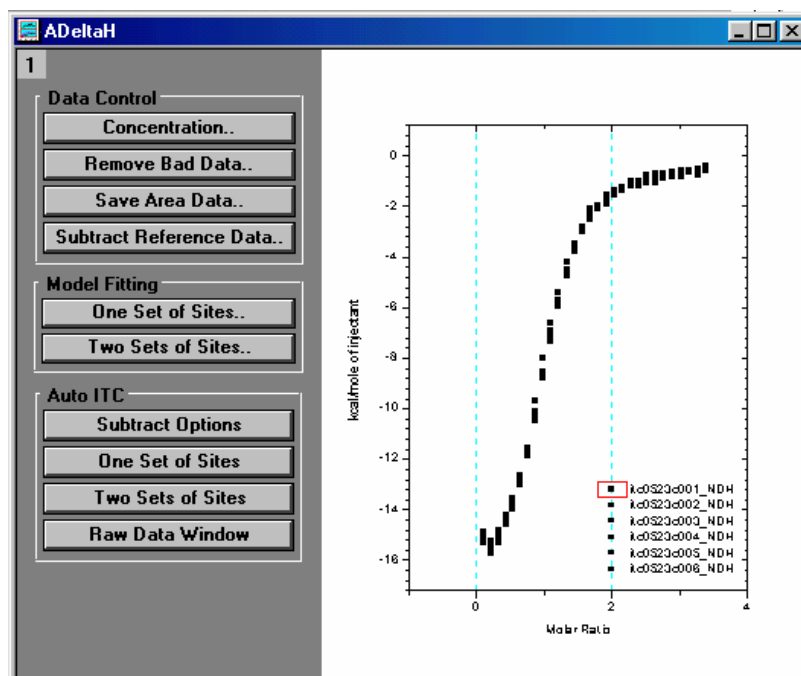 ADeltaH
1
Data Control
Concentration..
Remove Bad Data..
Save Area Data..
Subtract Reference Data..
Model Fitting
One Set of Sites..
Two Sets of Sites..
Auto ITC
Subtract Options
One Set of Sites
Two Sets of Sites
Raw Data Window
kcal/mole of injectant
0
-2
-4
-6
-8
-10
-12
-14
-16
itc0523c001_NDH
itc0523c002_NDH
itc0523c003_NDH
itc0523c004_NDH
itc0523c005_NDH
itc0523c006_NDH
0
2
4
Molar Ratio